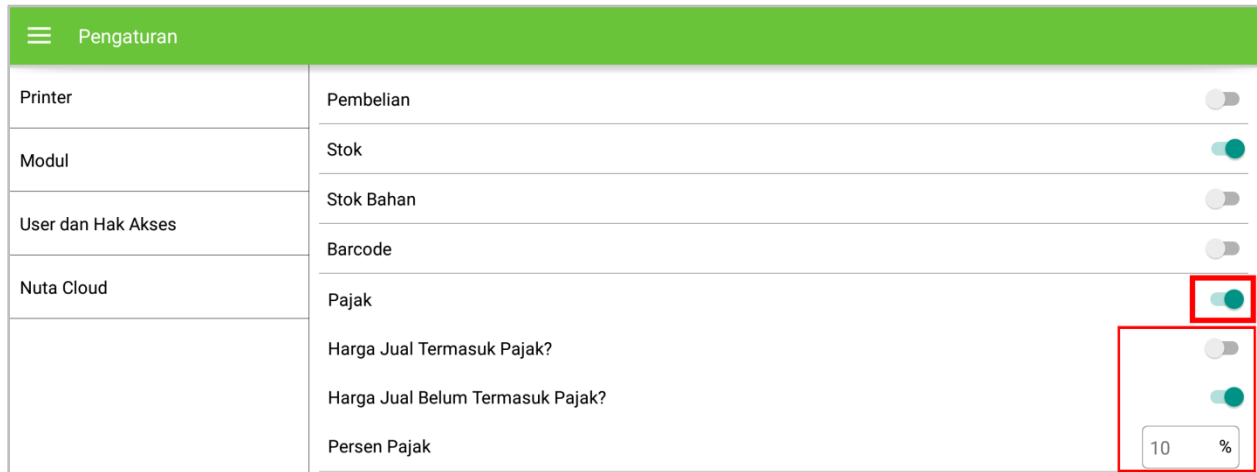 Pengaturan
Printer
Modul
User dan Hak Akses
Nuta Cloud
Pembelian
Stok
Stok Bahan
Barcode
Pajak
Harga Jual Termasuk Pajak?
Harga Jual Belum Termasuk Pajak?
Persen Pajak
10 %